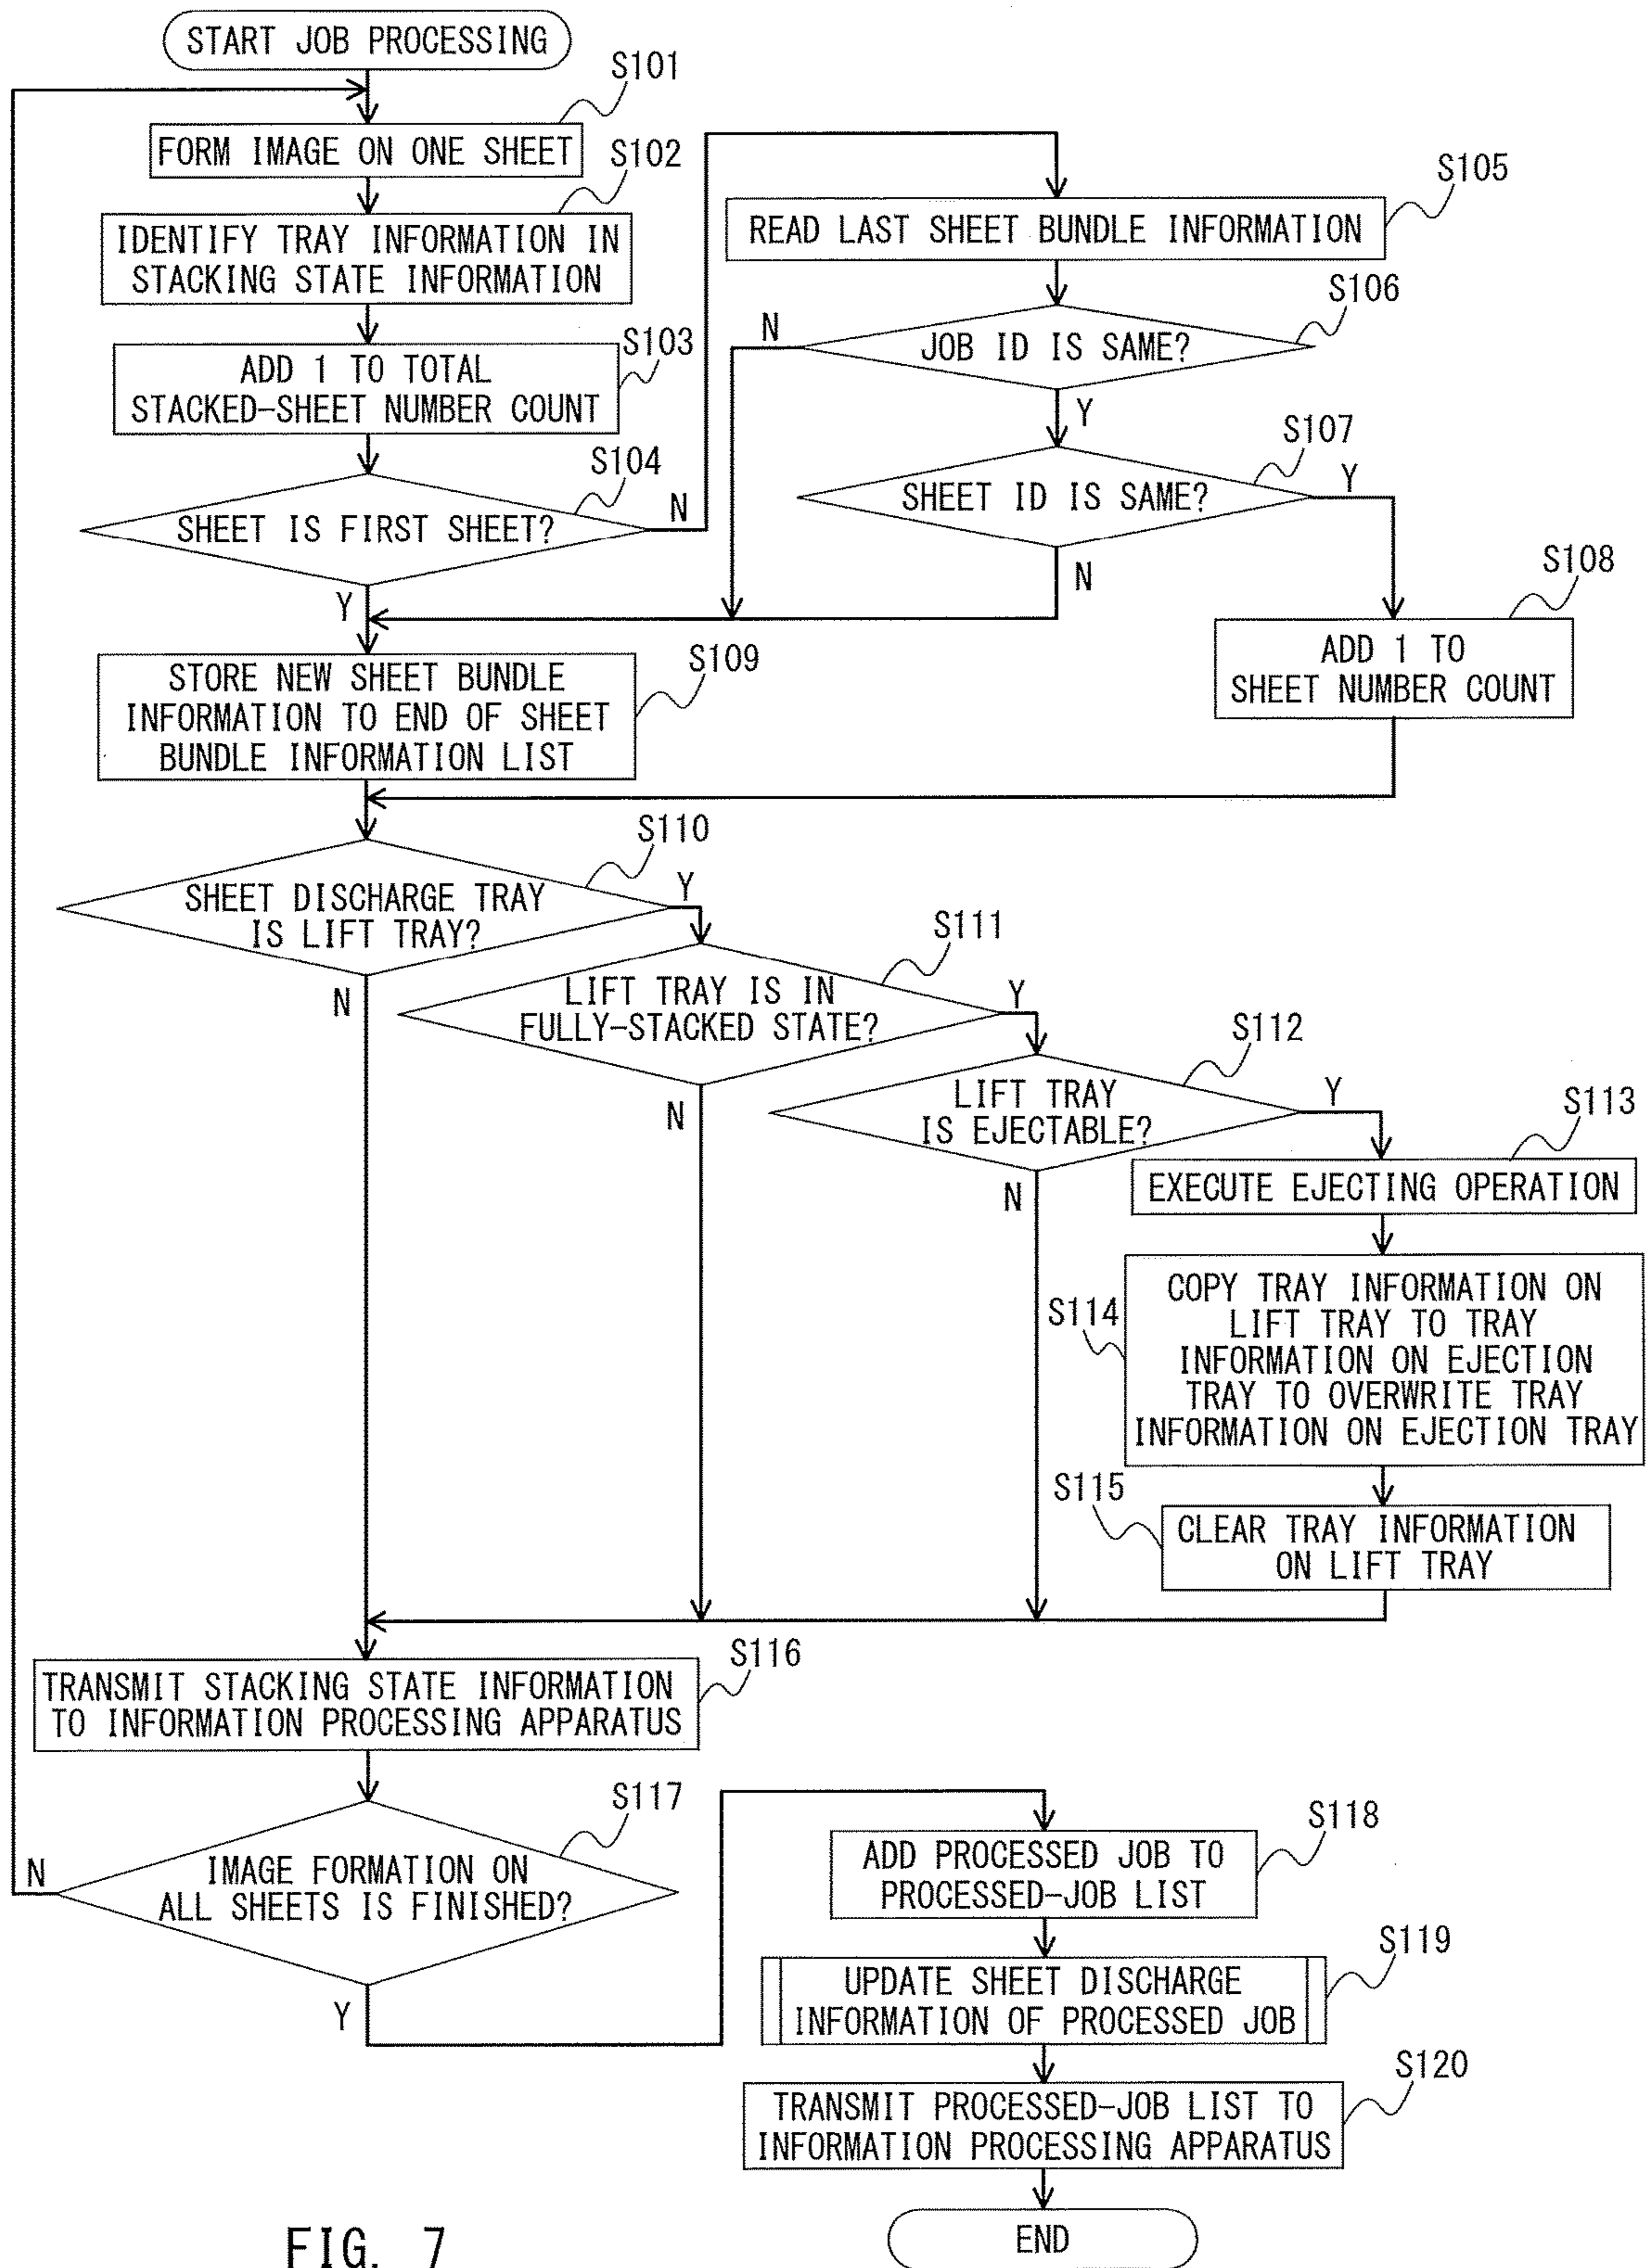 START JOB PROCESSING
S101
FORM IMAGE ON ONE SHEET
S102
IDENTIFY TRAY INFORMATION IN
STACKING STATE INFORMATION
S103
ADD 1 TO TOTAL
STACKED-SHEET NUMBER COUNT
S104
SHEET IS FIRST SHEET?
N
Y
S105
READ LAST SHEET BUNDLE INFORMATION
S106
JOB ID IS SAME?
N
Y
S107
SHEET ID IS SAME?
Y
N
S108
ADD 1 TO
SHEET NUMBER COUNT
S109
STORE NEW SHEET BUNDLE
INFORMATION TO END OF SHEET
BUNDLE INFORMATION LIST
S110
SHEET DISCHARGE TRAY
IS LIFT TRAY?
Y
N
S111
LIFT TRAY IS IN
FULLY-STACKED STATE?
Y
N
S112
LIFT TRAY
IS EJECTABLE?
Y
N
S113
EXECUTE EJECTING OPERATION
S114
COPY TRAY INFORMATION ON
LIFT TRAY TO TRAY
INFORMATION ON EJECTION
TRAY TO OVERWRITE TRAY
INFORMATION ON EJECTION TRAY
S115
CLEAR TRAY INFORMATION
ON LIFT TRAY
S116
TRANSMIT STACKING STATE INFORMATION
TO INFORMATION PROCESSING APPARATUS
S117
IMAGE FORMATION ON
ALL SHEETS IS FINISHED?
N
Y
S118
ADD PROCESSED JOB TO
PROCESSED-JOB LIST
S119
UPDATE SHEET DISCHARGE
INFORMATION OF PROCESSED JOB
S120
TRANSMIT PROCESSED-JOB LIST TO
INFORMATION PROCESSING APPARATUS
END
FIG. 7